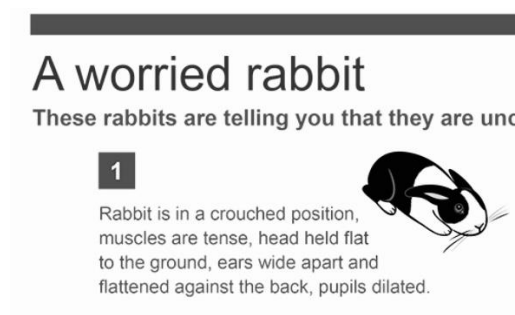 A worried rabbit
These rabbits are telling you that they are
1
Rabbit is in a crouched position,
muscles are tense, head held flat
to the ground, ears wide apart and
flattened against the back, pupils dilated.